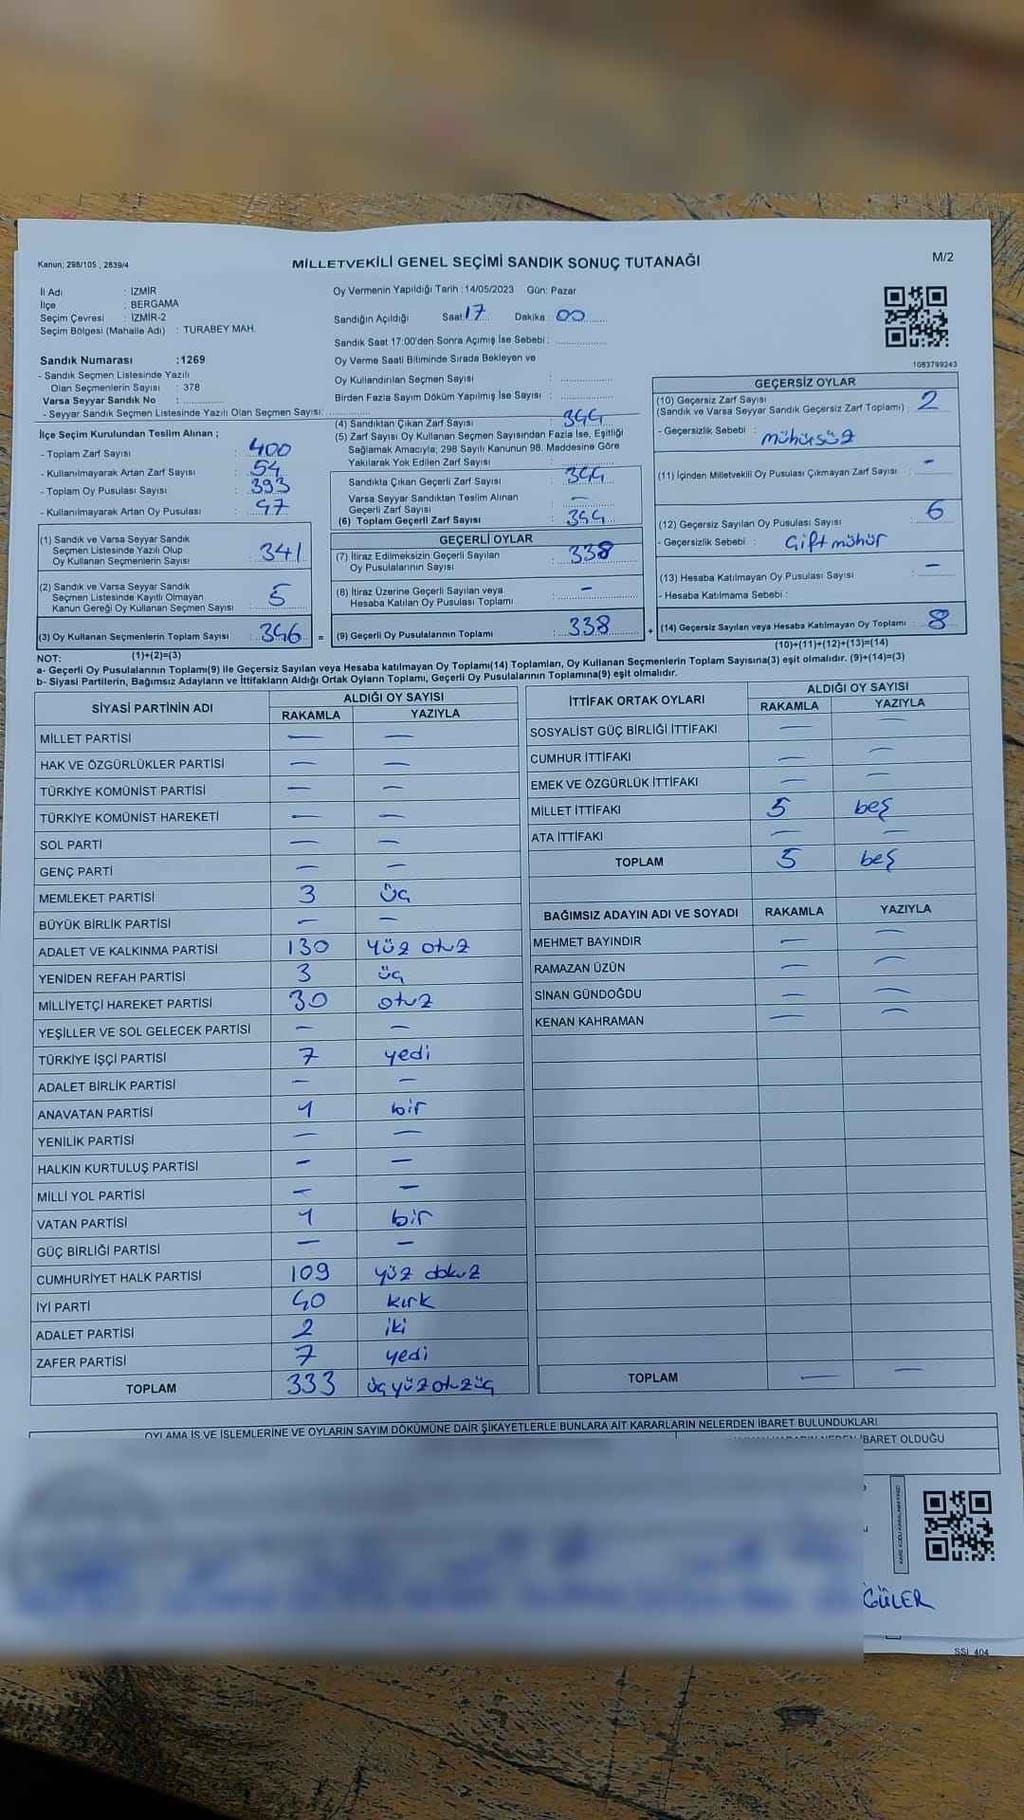 Kanun; 298/105 , 2839/4
MİLLETVEKİLİ GENEL SEÇİMİ SANDIK SONUÇ TUTANAĞI
M/2
İl Adı : İZMİR
İlçe : BERGAMA
Seçim Çevresi : İZMİR-2
Seçim Bölgesi (Mahalle Adı) : TURABEY MAH.
Oy Vermenin Yapıldığı Tarih :14/05/2023 Gün: Pazar
Sandığın Açıldığı Saat 17 Dakika 00
Sandık Saat 17:00'den Sonra Açılmış İse Sebebi :
Oy Verme Saati Bitiminde Sırada Bekleyen ve
Oy Kullandırılan Seçmen Sayısı :
Birden Fazla Sayım Döküm Yapılmış İse Sayısı :
1083799243
Sandık Numarası :1269
- Sandık Seçmen Listesinde Yazılı
Olan Seçmenlerin Sayısı : 378
Varsa Seyyar Sandık No :
- Seyyar Sandık Seçmen Listesinde Yazılı Olan Seçmen Sayısı:
İlçe Seçim Kurulundan Teslim Alınan ;
- Toplam Zarf Sayısı : 400
- Kullanılmayarak Artan Zarf Sayısı : 54
- Toplam Oy Pusulası Sayısı : 393
- Kullanılmayarak Artan Oy Pusulası : 47
(1) Sandık ve Varsa Seyyar Sandık
Seçmen Listesinde Yazılı Olup
Oy Kullanan Seçmenlerin Sayısı : 341
(2) Sandık ve Varsa Seyyar Sandık
Seçmen Listesinde Kayıtlı Olmayan
Kanun Gereği Oy Kullanan Seçmen Sayısı : 5
(3) Oy Kullanan Seçmenlerin Toplam Sayısı : 346 =
(1)+(2)=(3)
(4) Sandıktan Çıkan Zarf Sayısı : 344
(5) Zarf Sayısı Oy Kullanan Seçmen Sayısından Fazla İse, Eşitliği
Sağlamak Amacıyla; 298 Sayılı Kanunun 98. Maddesine Göre
Yakılarak Yok Edilen Zarf Sayısı :
Sandıkta Çıkan Geçerli Zarf Sayısı : 344
Varsa Seyyar Sandıktan Teslim Alınan
Geçerli Zarf Sayısı : —
(6) Toplam Geçerli Zarf Sayısı : 344
GEÇERLİ OYLAR
(7) İtiraz Edilmeksizin Geçerli Sayılan
Oy Pusulalarının Sayısı : 338
(8) İtiraz Üzerine Geçerli Sayılan veya
Hesaba Katılan Oy Pusulası Toplamı : —
(9) Geçerli Oy Pusulalarının Toplamı : 338 +
GEÇERSİZ OYLAR
(10) Geçersiz Zarf Sayısı
(Sandık ve Varsa Seyyar Sandık Geçersiz Zarf Toplamı) : 2
- Geçersizlik Sebebi : mühürsüz
(11) İçinden Milletvekili Oy Pusulası Çıkmayan Zarf Sayısı : —
(12) Geçersiz Sayılan Oy Pusulası Sayısı : 6
- Geçersizlik Sebebi : Çift mühür
(13) Hesaba Katılmayan Oy Pusulası Sayısı : —
- Hesaba Katılmama Sebebi :
(14) Geçersiz Sayılan veya Hesaba Katılmayan Oy Toplamı : 8
(10)+(11)+(12)+(13)=(14)
NOT:
a- Geçerli Oy Pusulalarının Toplamı(9) ile Geçersiz Sayılan veya Hesaba katılmayan Oy Toplamı(14) Toplamları, Oy Kullanan Seçmenlerin Toplam Sayısına(3) eşit olmalıdır. (9)+(14)=(3)
b- Siyasi Partilerin, Bağımsız Adayların ve İttifakların Aldığı Ortak Oyların Toplamı, Geçerli Oy Pusulalarının Toplamına(9) eşit olmalıdır.
SİYASİ PARTİNİN ADI ALDIĞI OY SAYISI
RAKAMLA YAZIYLA
MİLLET PARTİSİ — —
HAK VE ÖZGÜRLÜKLER PARTİSİ — —
TÜRKİYE KOMÜNİST PARTİSİ — —
TÜRKİYE KOMÜNİST HAREKETİ — —
SOL PARTİ — —
GENÇ PARTİ — —
MEMLEKET PARTİSİ 3 üç
BÜYÜK BİRLİK PARTİSİ — —
ADALET VE KALKINMA PARTİSİ 130 yüz otuz
YENİDEN REFAH PARTİSİ 3 üç
MİLLİYETÇİ HAREKET PARTİSİ 30 otuz
YEŞİLLER VE SOL GELECEK PARTİSİ — —
TÜRKİYE İŞÇİ PARTİSİ 7 yedi
ADALET BİRLİK PARTİSİ — —
ANAVATAN PARTİSİ 1 bir
YENİLİK PARTİSİ — —
HALKIN KURTULUŞ PARTİSİ — —
MİLLİ YOL PARTİSİ — —
VATAN PARTİSİ 1 bir
GÜÇ BİRLİĞİ PARTİSİ — —
CUMHURİYET HALK PARTİSİ 109 yüz dokuz
İYİ PARTİ 40 kırk
ADALET PARTİSİ 2 iki
ZAFER PARTİSİ 7 yedi
TOPLAM 333 üçyüzotuzüç
İTTİFAK ORTAK OYLARI ALDIĞI OY SAYISI
RAKAMLA YAZIYLA
SOSYALİST GÜÇ BİRLİĞİ İTTİFAKI — —
CUMHUR İTTİFAKI — —
EMEK VE ÖZGÜRLÜK İTTİFAKI — —
MİLLET İTTİFAKI 5 beş
ATA İTTİFAKI — —
TOPLAM 5 beş
BAĞIMSIZ ADAYIN ADI VE SOYADI RAKAMLA YAZIYLA
MEHMET BAYINDIR — —
RAMAZAN ÜZÜN — —
SİNAN GÜNDOĞDU — —
KENAN KAHRAMAN — —
TOPLAM — —
OYLAMA İŞ VE İŞLEMLERİNE VE OYLARIN SAYIM DÖKÜMÜNE DAİR ŞİKAYETLERLE BUNLARA AİT KARARLARIN NELERDEN İBARET BULUNDUKLARI
İBARET OLDUĞU
GÜLER
SSİ 404